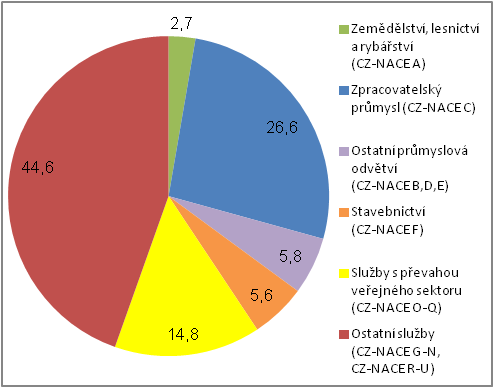 2,7
26,6
5,8
5,6
14,8
44,6
Zemědělství, lesnictví
a rybářství
(CZ-NACE A)
Zpracovatelský
průmysl (CZ-NACE C)
Ostatní průmyslová
odvětví
(CZ-NACE B,D,E)
Stavebnictví
(CZ-NACE F)
Služby s převahou
veřejného sektoru
(CZ-NACE O-Q)
Ostatní služby
(CZ-NACE G-N,
CZ-NACE R-U)